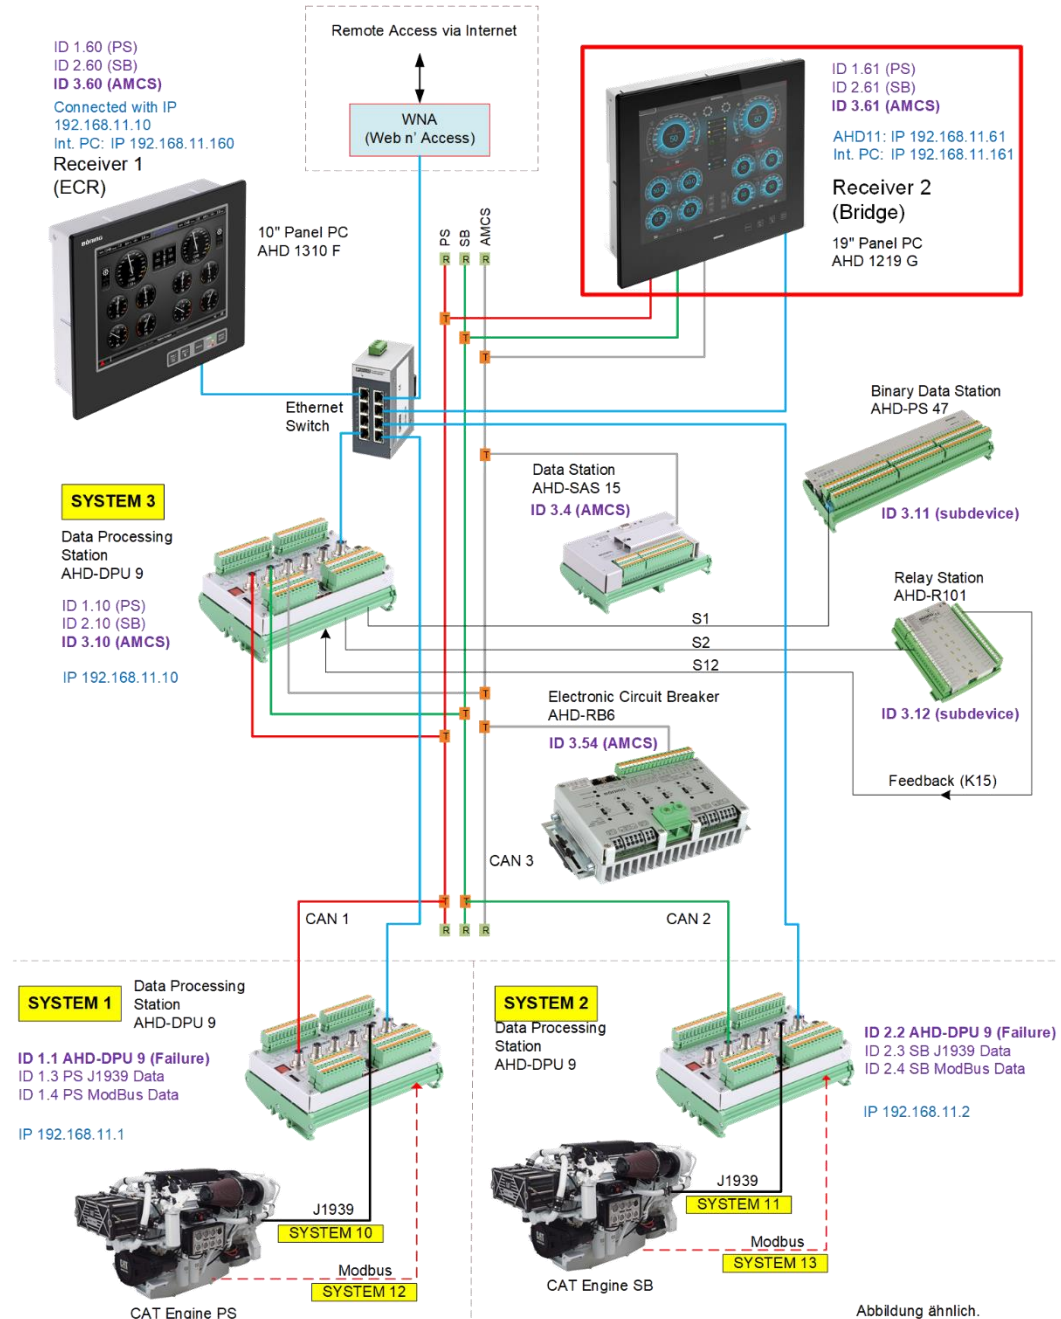 Remote Access via Internet
WNA
(Web n' Access)
ID 1.60 (PS)
ID 2.60 (SB)
ID 3.60 (AMCS)
Connected with IP
192.168.11.10
Int. PC: IP 192.168.11.160
Receiver 1
(ECR)
10" Panel PC
AHD 1310 F
ID 1.61 (PS)
ID 2.61 (SB)
ID 3.61 (AMCS)
AHD11: IP 192.168.11.61
Int. PC: IP 192.168.11.161
Receiver 2
(Bridge)
19" Panel PC
AHD 1219 G
PS
SB
AMCS
R
R
R
T
T
T
Ethernet
Switch
Binary Data Station
AHD-PS 47
ID 3.11 (subdevice)
T
Data Station
AHD-SAS 15
ID 3.4 (AMCS)
SYSTEM 3
Data Processing
Station
AHD-DPU 9
ID 1.10 (PS)
ID 2.10 (SB)
ID 3.10 (AMCS)
IP 192.168.11.10
Relay Station
AHD-R101
ID 3.12 (subdevice)
S1
S2
S12
T
T
T
T
Electronic Circuit Breaker
AHD-RB6
ID 3.54 (AMCS)
Feedback (K15)
CAN 3
T
T
CAN 1
CAN 2
R
R
R
SYSTEM 1
Data Processing
Station
AHD-DPU 9
ID 1.1 AHD-DPU 9 (Failure)
ID 1.3 PS J1939 Data
ID 1.4 PS ModBus Data
IP 192.168.11.1
J1939
SYSTEM 10
Modbus
SYSTEM 12
CAT Engine PS
SYSTEM 2
Data Processing
Station
AHD-DPU 9
ID 2.2 AHD-DPU 9 (Failure)
ID 2.3 SB J1939 Data
ID 2.4 SB ModBus Data
IP 192.168.11.2
J1939
SYSTEM 11
Modbus
SYSTEM 13
CAT Engine SB
Abbildung ähnlich.